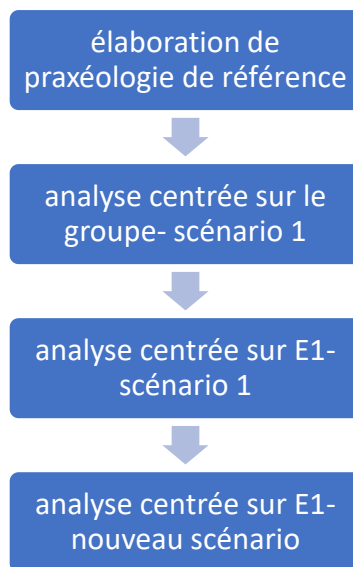 élaboration de
praxéologie de référence
analyse centrée sur le
groupe- scénario 1
analyse centrée sur E1-
scénario 1
analyse centrée sur E1-
nouveau scénario